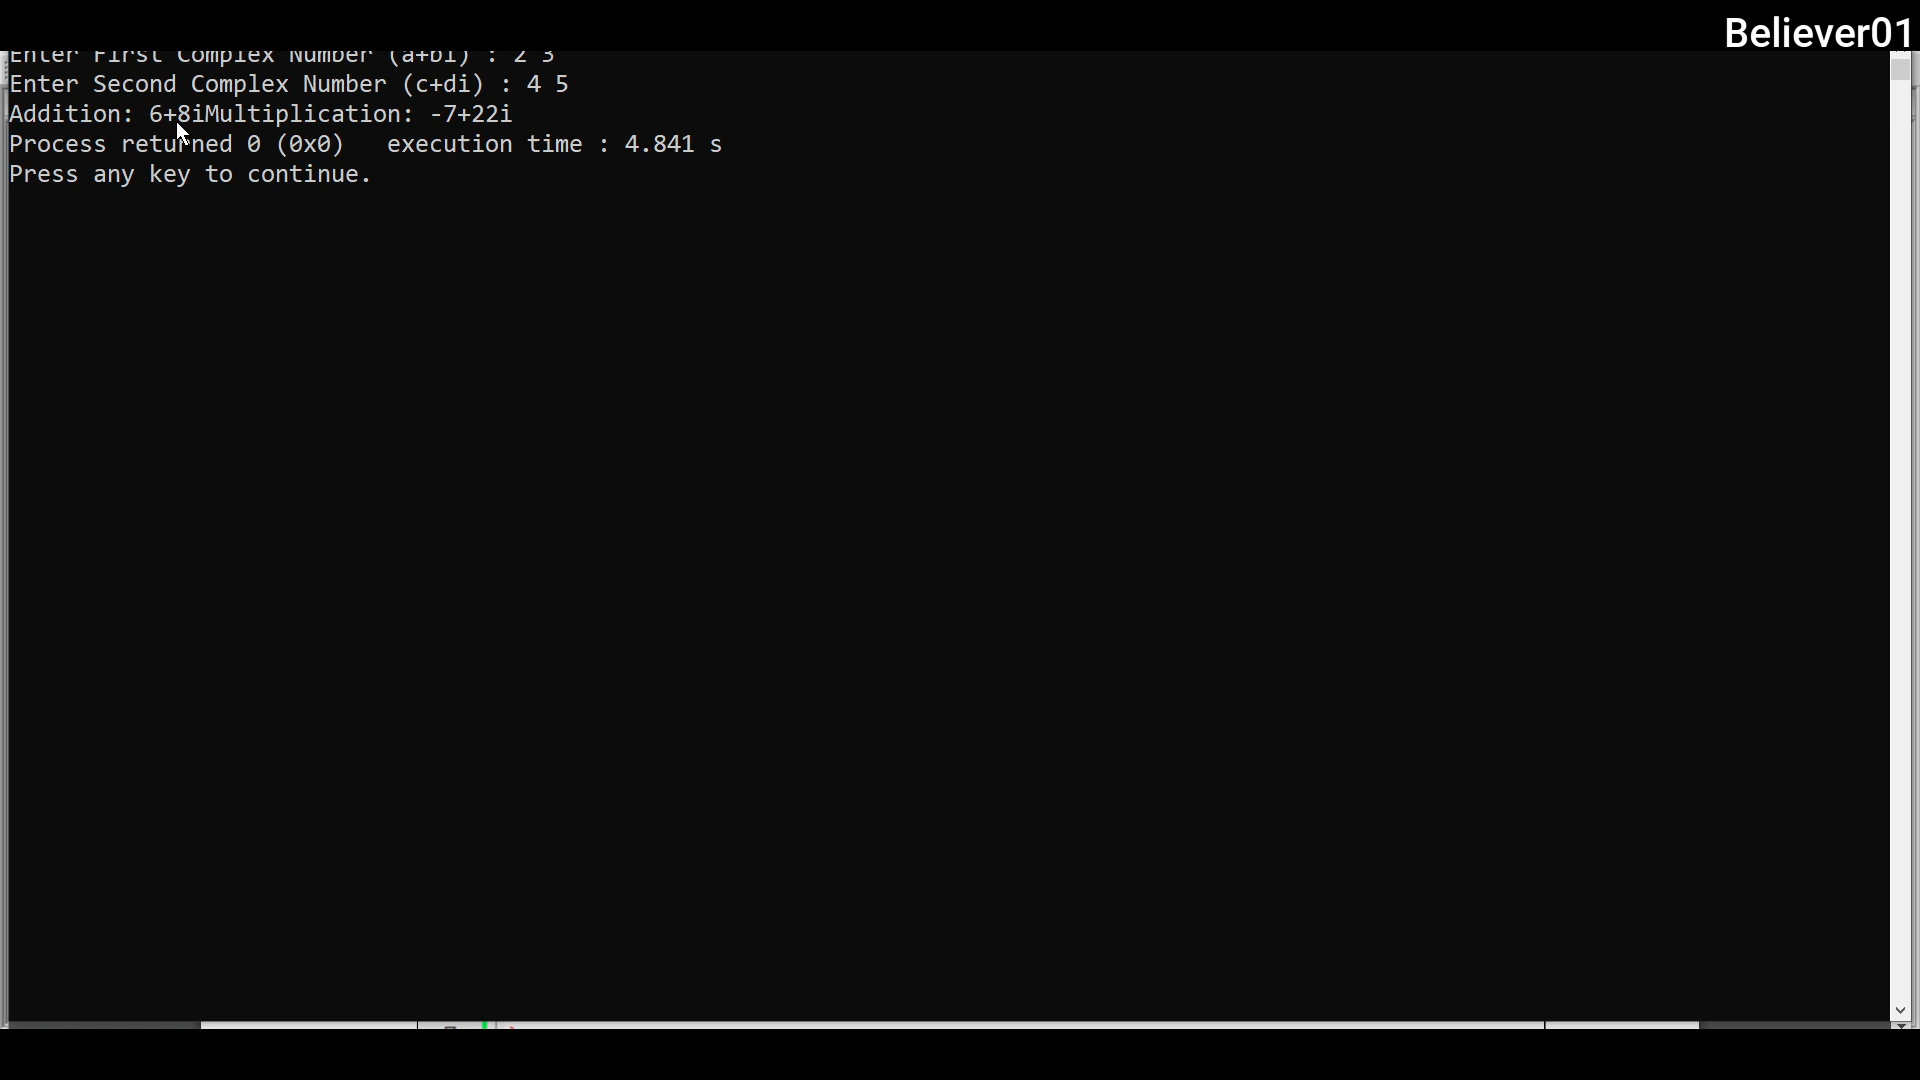 Believer01
Enter First Complex Number (a+bi) : 2 3
Enter Second Complex Number (c+di) : 4 5
Addition: 6+8iMultiplication: -7+22i
Process returned 0 (0x0)   execution time : 4.841 s
Press any key to continue.